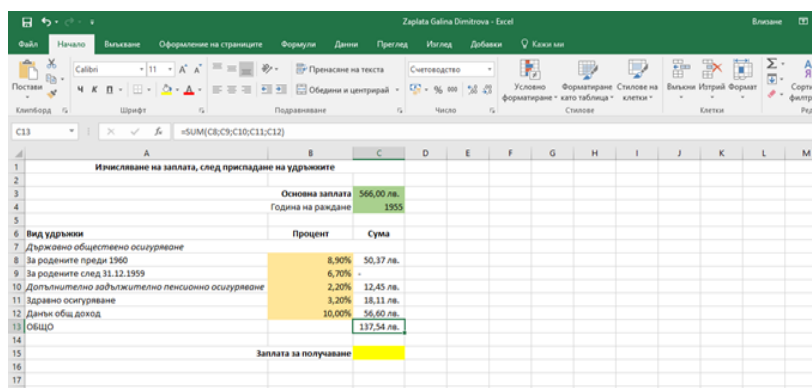 Zaplata Galina Dimitrova - Excel
Влизане
Файл Начало Вмъкване Оформление на страниците Формули Данни Преглед Изглед Добавки Кажи ми
Постави
Calibri 11
Ч К П
Пренасяне на текста
Обедини и центрирай
Счетоводство
% 000
Условно форматиране
Форматиране като таблица
Стилове на клетки
Вмъкни Изтрий Формат
Клипборд Шрифт Подравняване Число Стилове Клетки
C13 fx =SUM(C8;C9;C10;C11;C12)
A B C D E F G H I J K L M
1 Изчисляване на заплата, след приспадане на удръжките
2
3 Основна заплата 566,00 лв.
4 Година на раждане 1955
5
6 Вид удръжки Процент Сума
7 Държавно обществено осигуряване
8 За родените преди 1960 8,90% 50,37 лв.
9 За родените след 31.12.1959 6,70% -
10 Допълнително задължително пенсионно осигуряване 2,20% 12,45 лв.
11 Здравно осигуряване 3,20% 18,11 лв.
12 Данък общ доход 10,00% 56,60 лв.
13 ОБЩО 137,54 лв.
14
15 Заплата за получаване
16
17